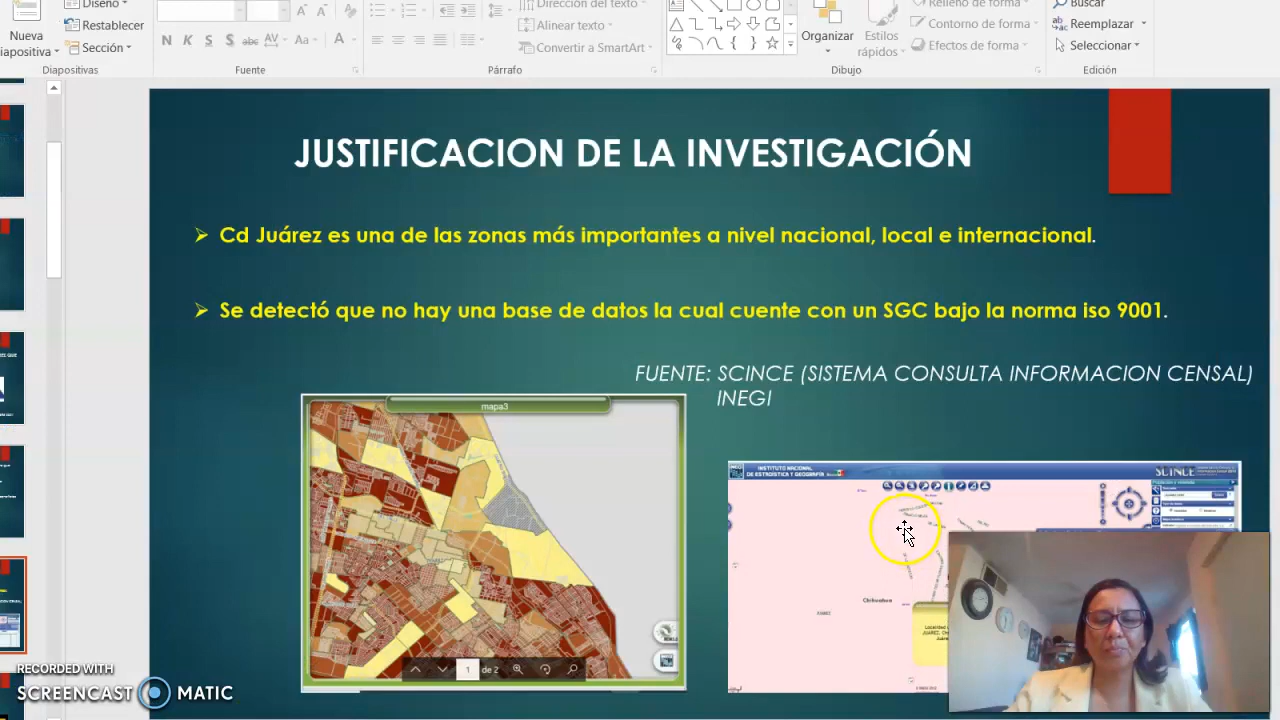 Diseño
Dirección del texto
Relleno de forma
Buscar
Nueva
Restablecer
Alinear texto
Contorno de forma
Reemplazar
N K S S abc AV Aa A
Diapositiva
Sección
Convertir a SmartArt
Organizar
Estilos
rápidos
Efectos de forma
Seleccionar
Diapositivas
Fuente
Párrafo
Dibujo
Edición
JUSTIFICACION DE LA INVESTIGACIÓN
Cd Juárez es una de las zonas más importantes a nivel nacional, local e internacional.
Se detectó que no hay una base de datos la cual cuente con un SGC bajo la norma iso 9001.
FUENTE: SCINCE (SISTEMA CONSULTA INFORMACION CENSAL)
INEGI
mapa3
INSTITUTO NACIONAL
DE ESTADÍSTICA Y GEOGRAFÍA
SCINCE
Chihuahua
JUAREZ
1 de 2
RECORDED WITH
SCREENCAST MATIC